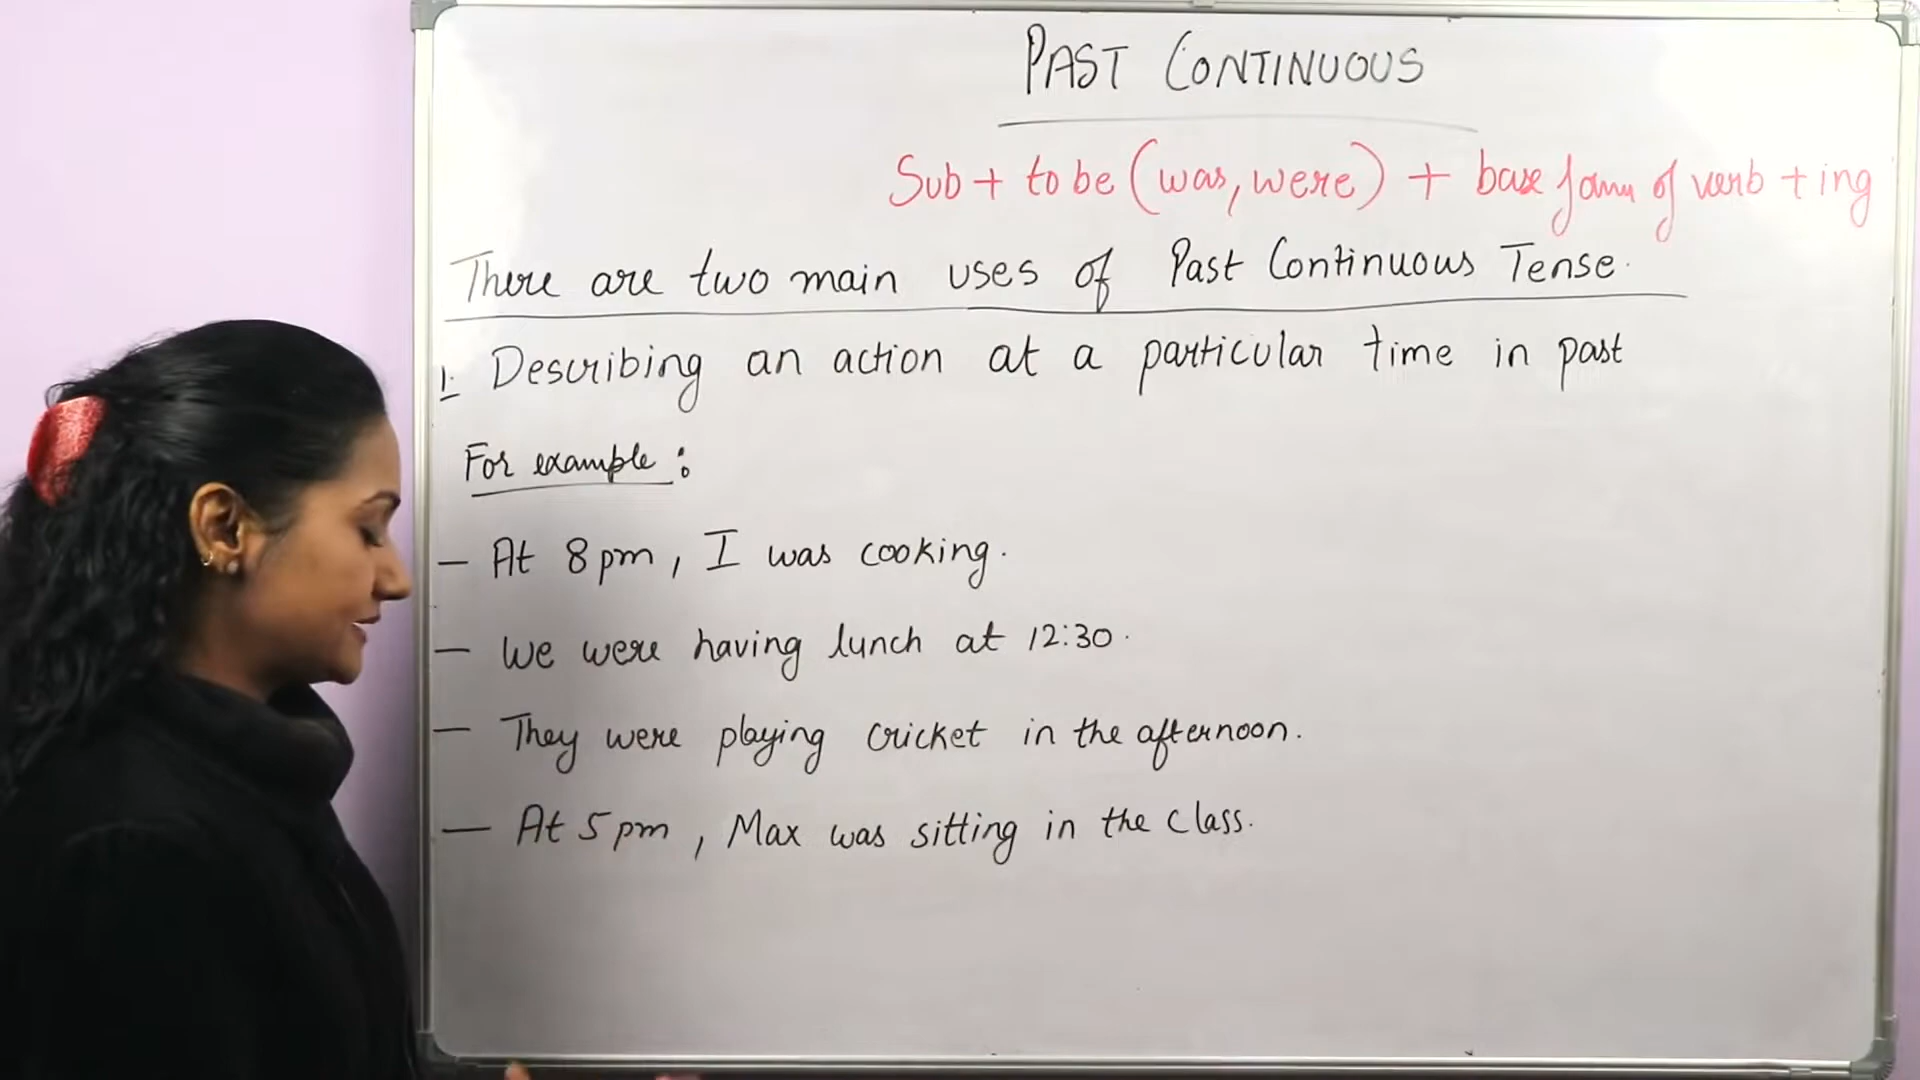 PAST CONTINUOUS
Sub + to be (was, were) + base form of verb + ing
There are two main uses of Past Continuous Tense.
1. Describing an action at a particular time in past
For example :
— At 8 pm, I was cooking.
— We were having lunch at 12:30.
— They were playing cricket in the afternoon.
— At 5 pm, Max was sitting in the class.